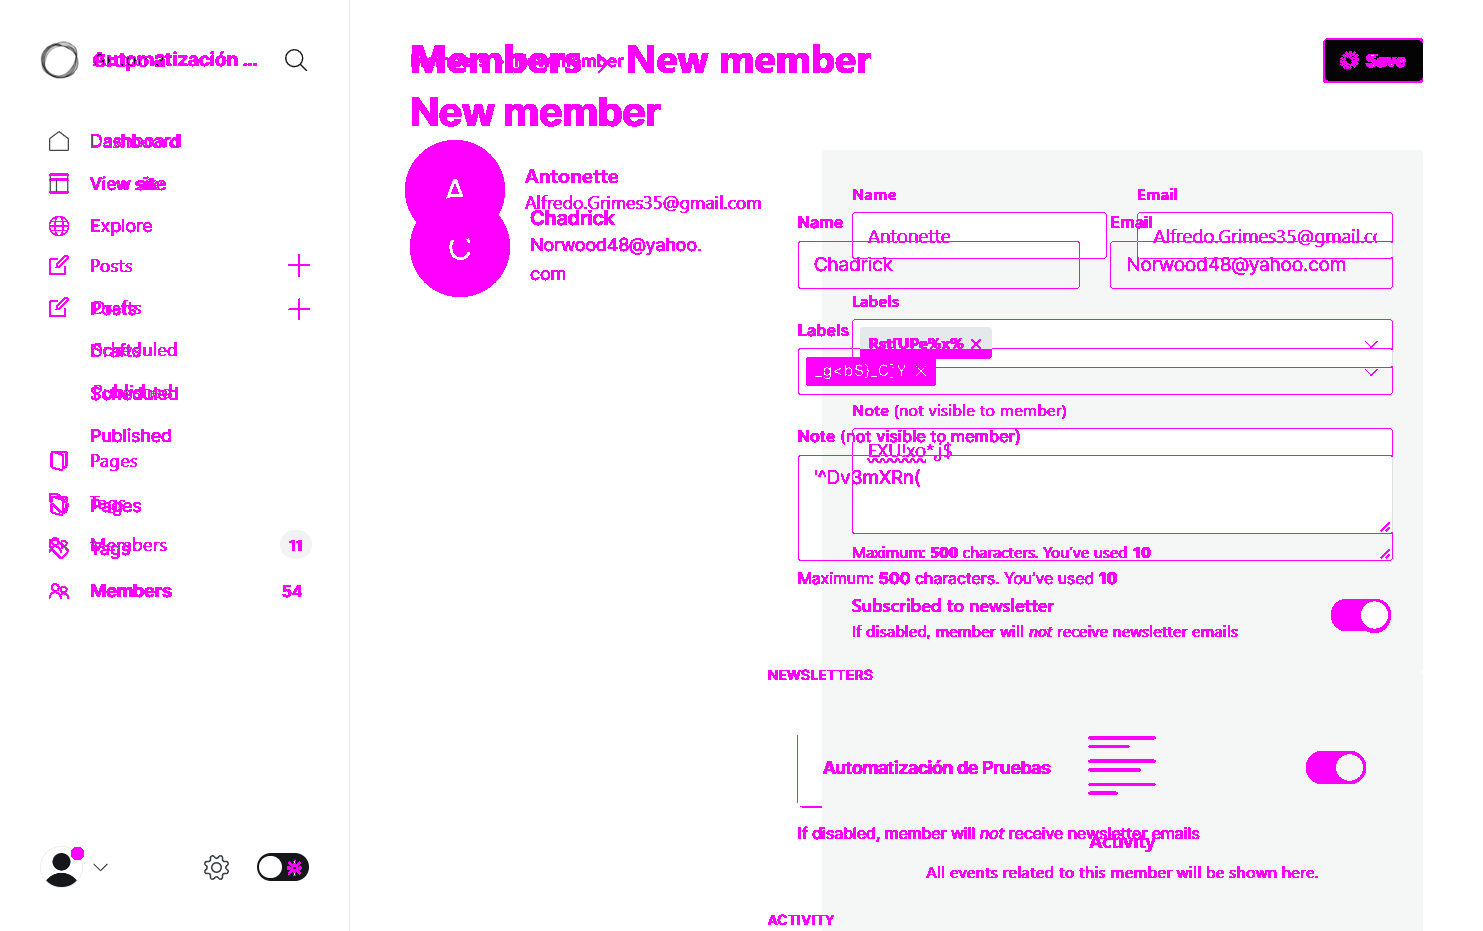 Automatización ...
Members
New member
Save
New member
Dashboard
View site
Explore
Posts
Posts
Drafts
Scheduled
Scheduled
Published
Pages
Pages
Tags
Members 11
Members 54
A
Antonette
Alfredo.Grimes35@gmail.com
C
Chadrick
Norwood48@yahoo.
com
Name
Email
Name
Email
Antonette
Alfredo.Grimes35@gmail.c
Chadrick
Norwood48@yahoo.com
Labels
Labels
_g<bS}_C]Y
Note (not visible to member)
Note (not visible to member)
EXU!xo*,j$
'^Dv3mXRn(
Maximum: 500 characters. You've used 10
Maximum: 500 characters. You've used 10
Subscribed to newsletter
If disabled, member will not receive newsletter emails
NEWSLETTERS
Automatización de Pruebas
If disabled, member will not receive newsletter emails
Activity
All events related to this member will be shown here.
ACTIVITY